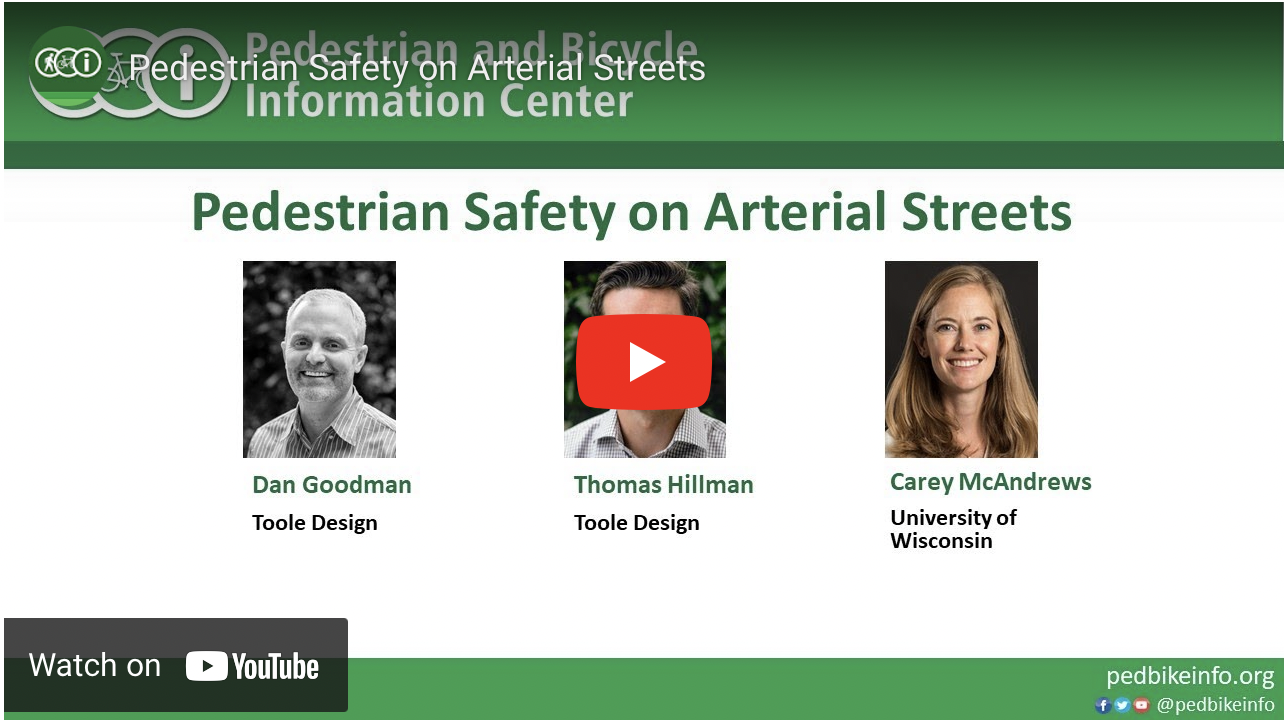 Pedestrian and Bicycle
Pedestrian Safety on Arterial Streets
Information Center
Pedestrian Safety on Arterial Streets
Dan Goodman
Toole Design
Thomas Hillman
Toole Design
Carey McAndrews
University of
Wisconsin
Watch on YouTube
pedbikeinfo.org
@pedbikeinfo